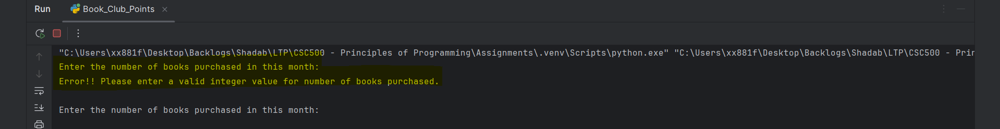 Run Book_Club_Points
"C:\Users\xx881f\Desktop\Backlogs\Shadab\LTP\CSC500 - Principles of Programming\Assignments\.venv\Scripts\python.exe" "C:\Users\xx881f\Desktop\Backlogs\Shadab\LTP\CSC500 - Prin
Enter the number of books purchased in this month:
Error!! Please enter a valid integer value for number of books purchased.
Enter the number of books purchased in this month: